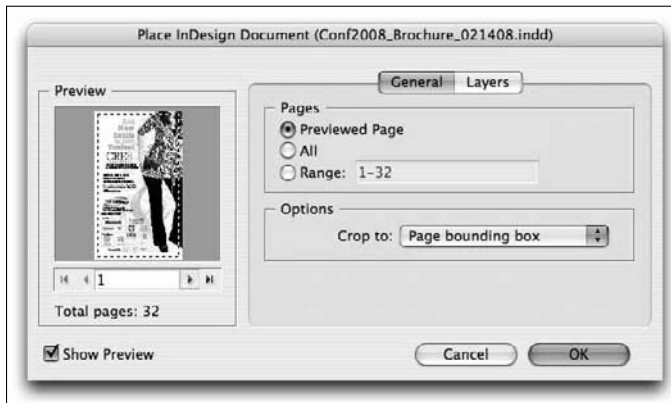 Place InDesign Document (Conf2008_Brochure_021408.indd)
Preview
CRFS
1
Total pages: 32
Show Preview
General
Layers
Pages
Previewed Page
All
Range: 1-32
Options
Crop to: Page bounding box
Cancel
OK